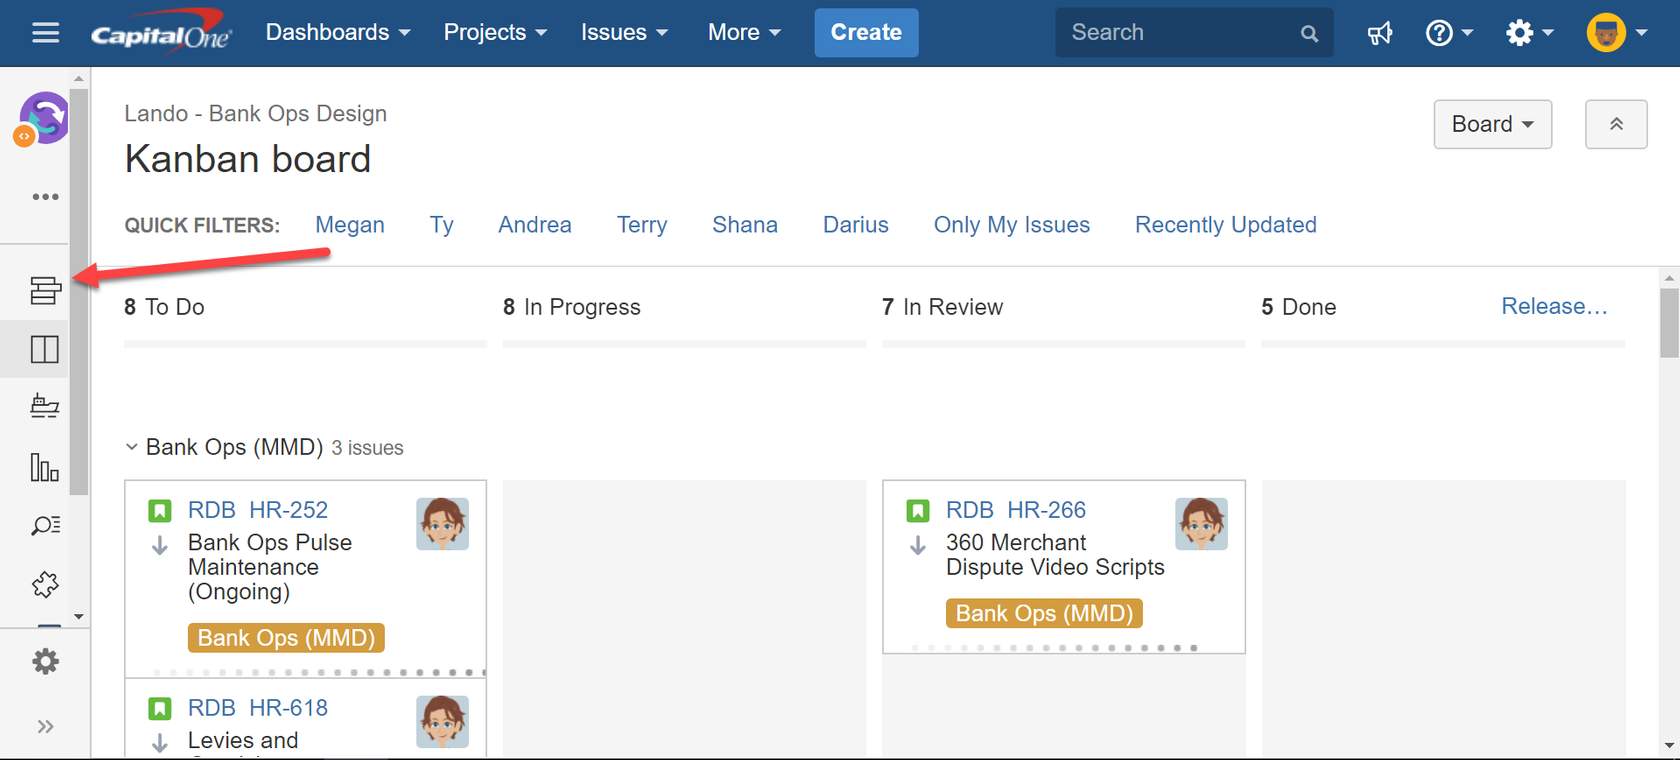 CapitalOne Dashboards Projects Issues More Create Search
Lando - Bank Ops Design
Board
Kanban board
QUICK FILTERS: Megan Ty Andrea Terry Shana Darius Only My Issues Recently Updated
8 To Do 8 In Progress 7 In Review 5 Done Release...
Bank Ops (MMD) 3 issues
RDB HR-252
Bank Ops Pulse
Maintenance
(Ongoing)
Bank Ops (MMD)
RDB HR-266
360 Merchant
Dispute Video Scripts
Bank Ops (MMD)
RDB HR-618
Levies and